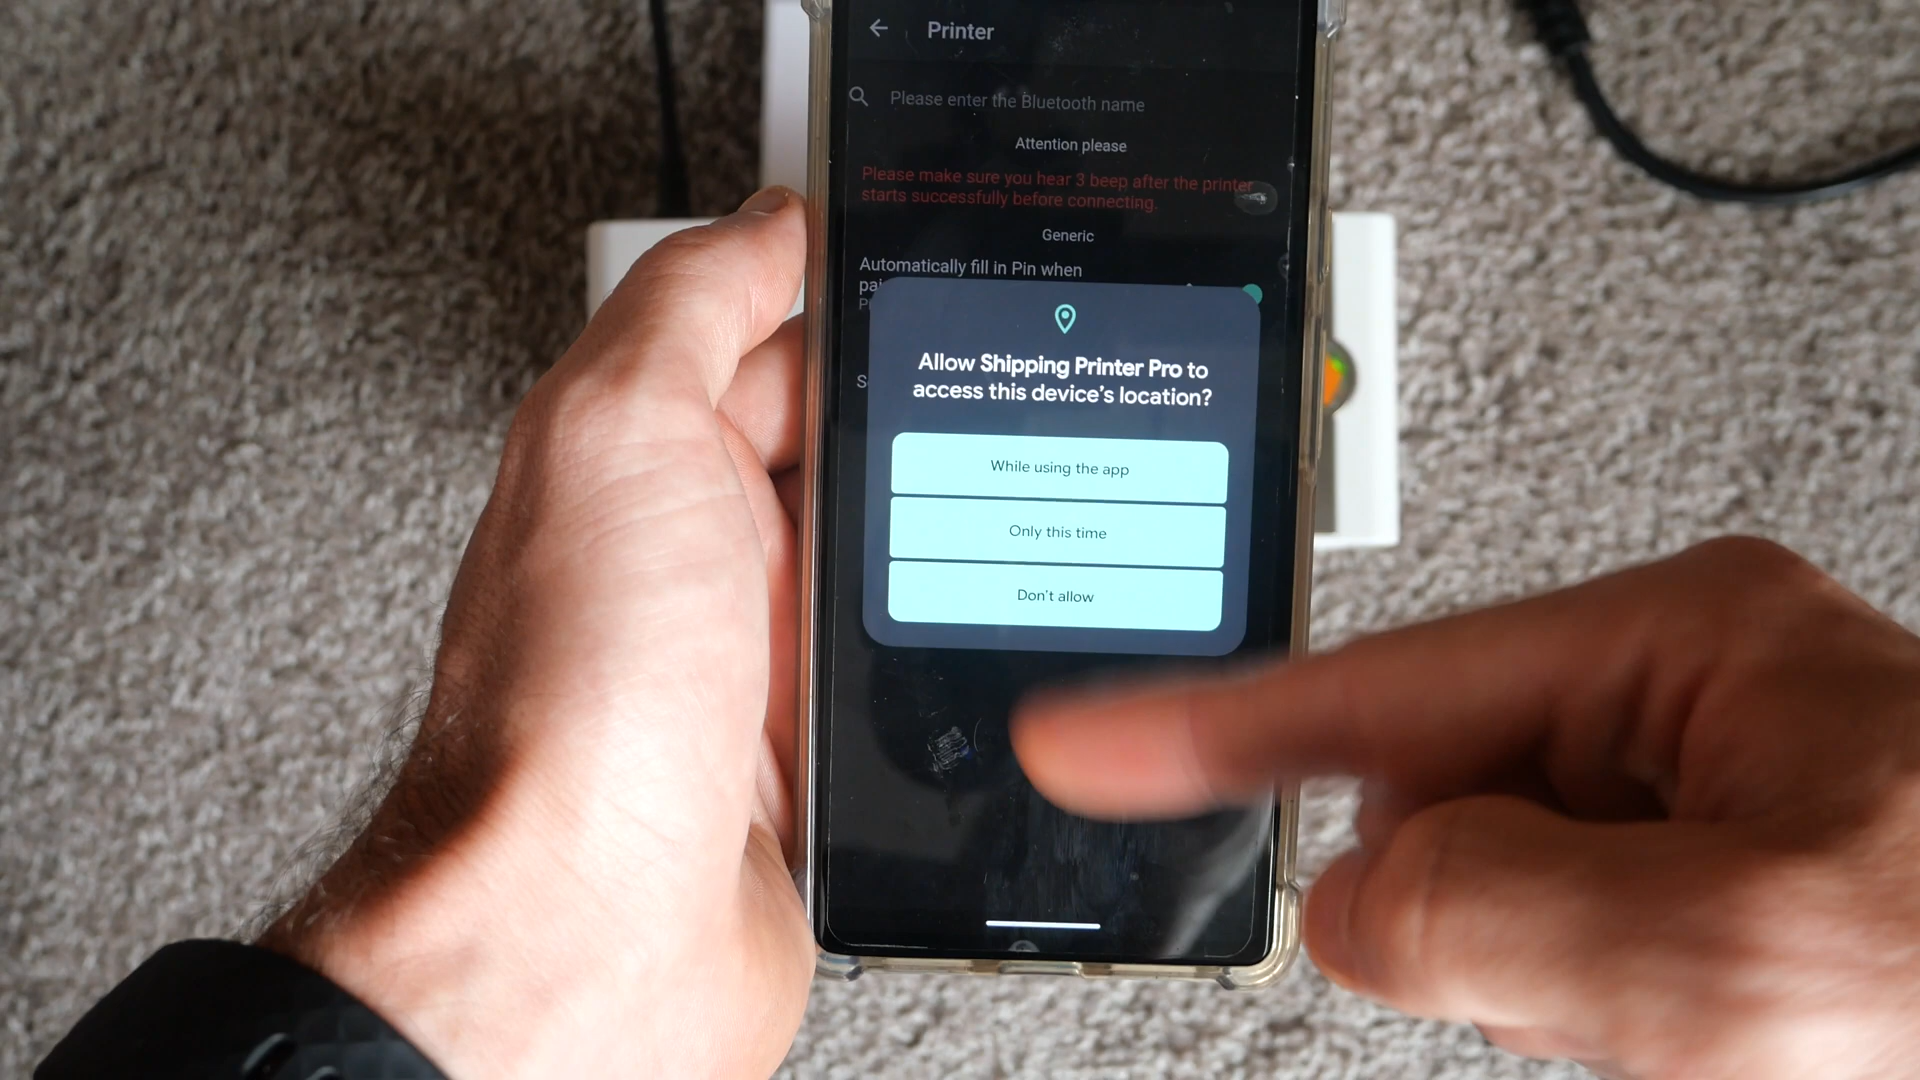 Printer
Please enter the Bluetooth name
Attention please
Please make sure you hear 3 beep after the printer
starts successfully before connecting.
Generic
Automatically fill in Pin when
Allow Shipping Printer Pro to
access this device's location?
While using the app
Only this time
Don't allow